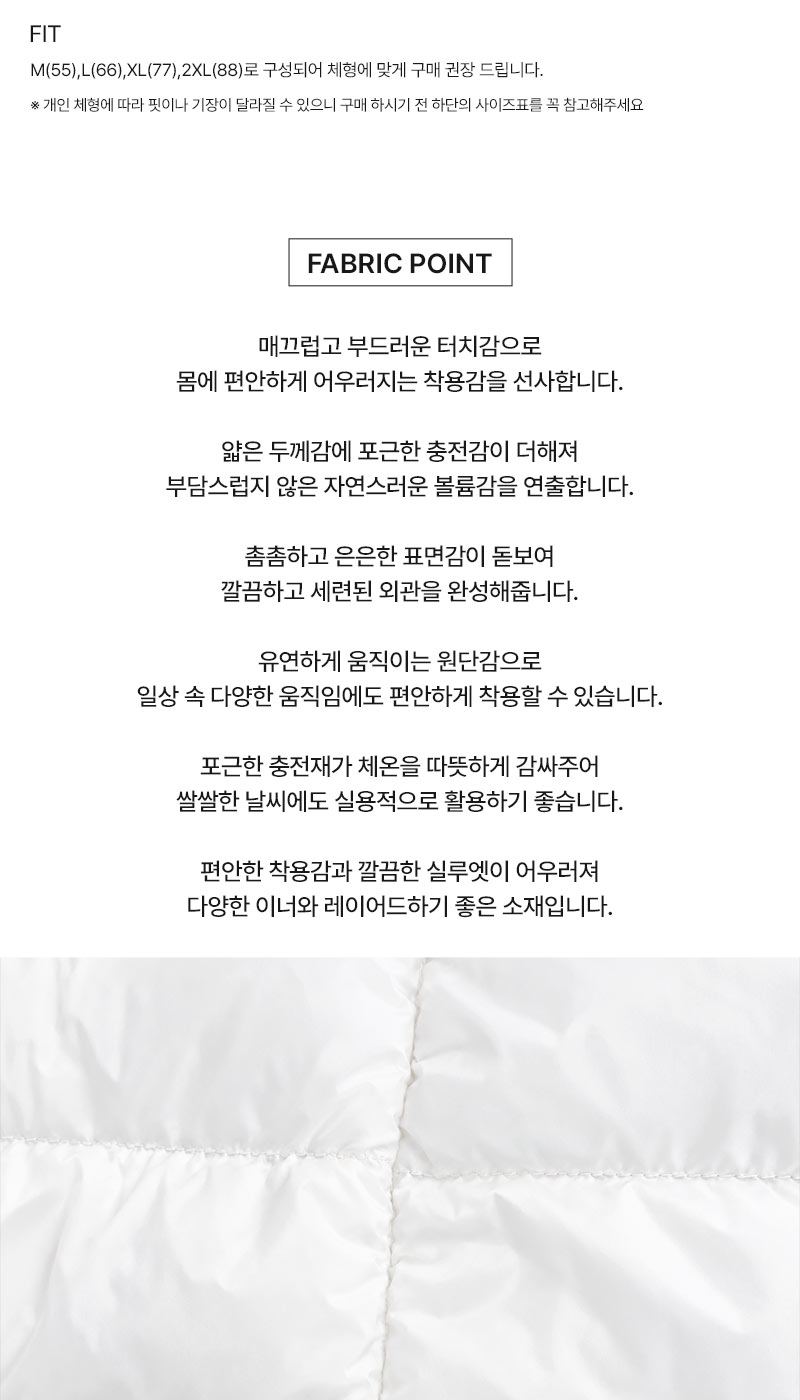 FIT
M(55),L(66),XL(77),2XL(88)로 구성되어 체형에 맞게 구매 권장 드립니다.
※ 개인 체형에 따라 핏이나 기장이 달라질 수 있으니 구매 하시기 전 하단의 사이즈표를 꼭 참고해주세요
FABRIC POINT
매끄럽고 부드러운 터치감으로
몸에 편안하게 어우러지는 착용감을 선사합니다.
얇은 두께감에 포근한 충전감이 더해져
부담스럽지 않은 자연스러운 볼륨감을 연출합니다.
촘촘하고 은은한 표면감이 돋보여
깔끔하고 세련된 외관을 완성해줍니다.
유연하게 움직이는 원단감으로
일상 속 다양한 움직임에도 편안하게 착용할 수 있습니다.
포근한 충전재가 체온을 따뜻하게 감싸주어
쌀쌀한 날씨에도 실용적으로 활용하기 좋습니다.
편안한 착용감과 깔끔한 실루엣이 어우러져
다양한 이너와 레이어드하기 좋은 소재입니다.